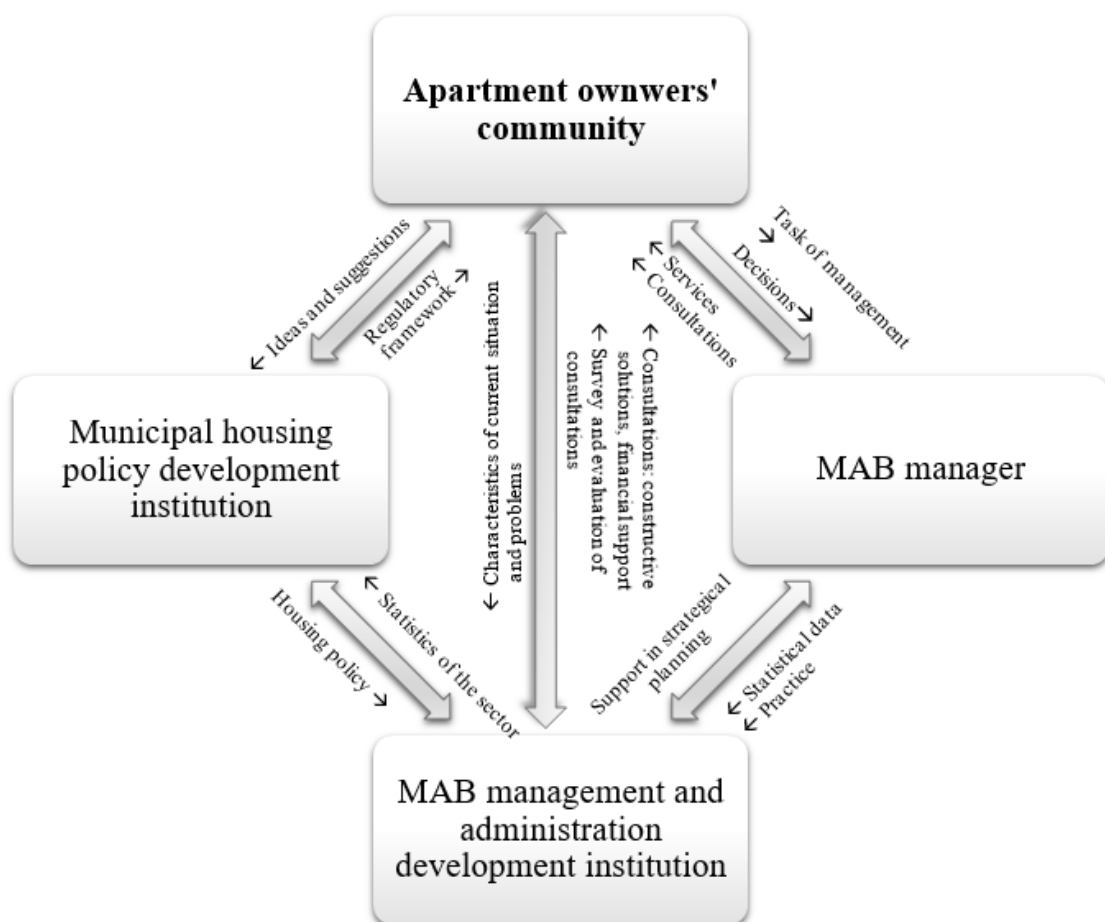 Apartment ownwers'
community
← Ideas and suggestions
Regulatory
framework →
← Characteristics of current situation
and problems
← Consultations: constructive
solutions, financial support
← Survey and evaluation of
consultations
← Services
← Consultations
Decisions →
→ Task of management
Municipal housing
policy development
institution
MAB manager
Housing policy →
← Statistics of the sector
Support in strategical
planning
← Statistical data
← Practice
MAB management and
administration
development institution